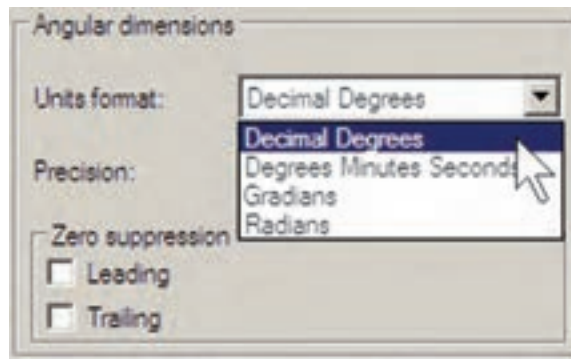 Angular dimensions
Units format: Decimal Degrees
Decimal Degrees
Precision: Degrees Minutes Seconds
Gradians
Radians
Zero suppression
Leading
Trailing